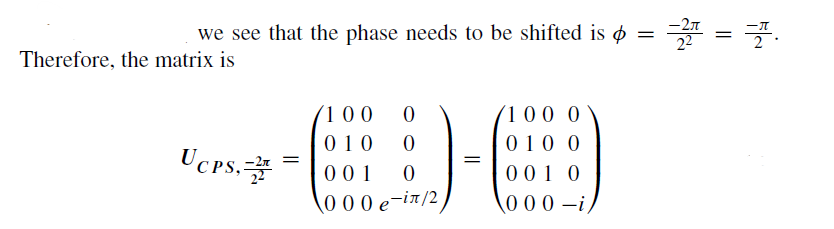 we see that the phase needs to be shifted is ϕ = −2π/2² = −π/2.
Therefore, the matrix is
U_{CPS, −2π/2²} = (1 0 0 0; 0 1 0 0; 0 0 1 0; 0 0 0 e^{−iπ/2}) = (1 0 0 0; 0 1 0 0; 0 0 1 0; 0 0 0 −i)